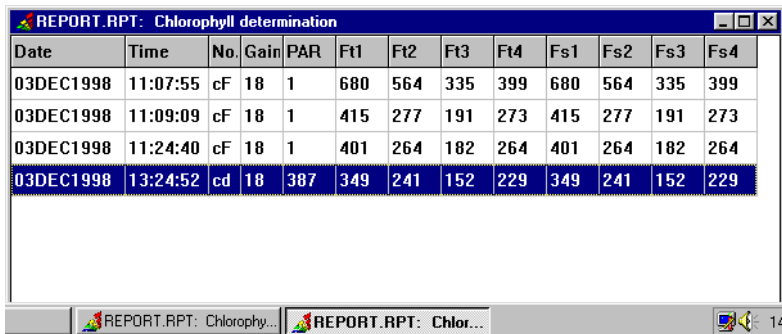 REPORT.RPT: Chlorophyll determination
Date Time No. Gain PAR Ft1 Ft2 Ft3 Ft4 Fs1 Fs2 Fs3 Fs4
03DEC1998 11:07:55 cF 18 1 680 564 335 399 680 564 335 399
03DEC1998 11:09:09 cF 18 1 415 277 191 273 415 277 191 273
03DEC1998 11:24:40 cF 18 1 401 264 182 264 401 264 182 264
03DEC1998 13:24:52 cd 18 387 349 241 152 229 349 241 152 229
REPORT.RPT: Chlorophy... REPORT.RPT: Chlor... 14